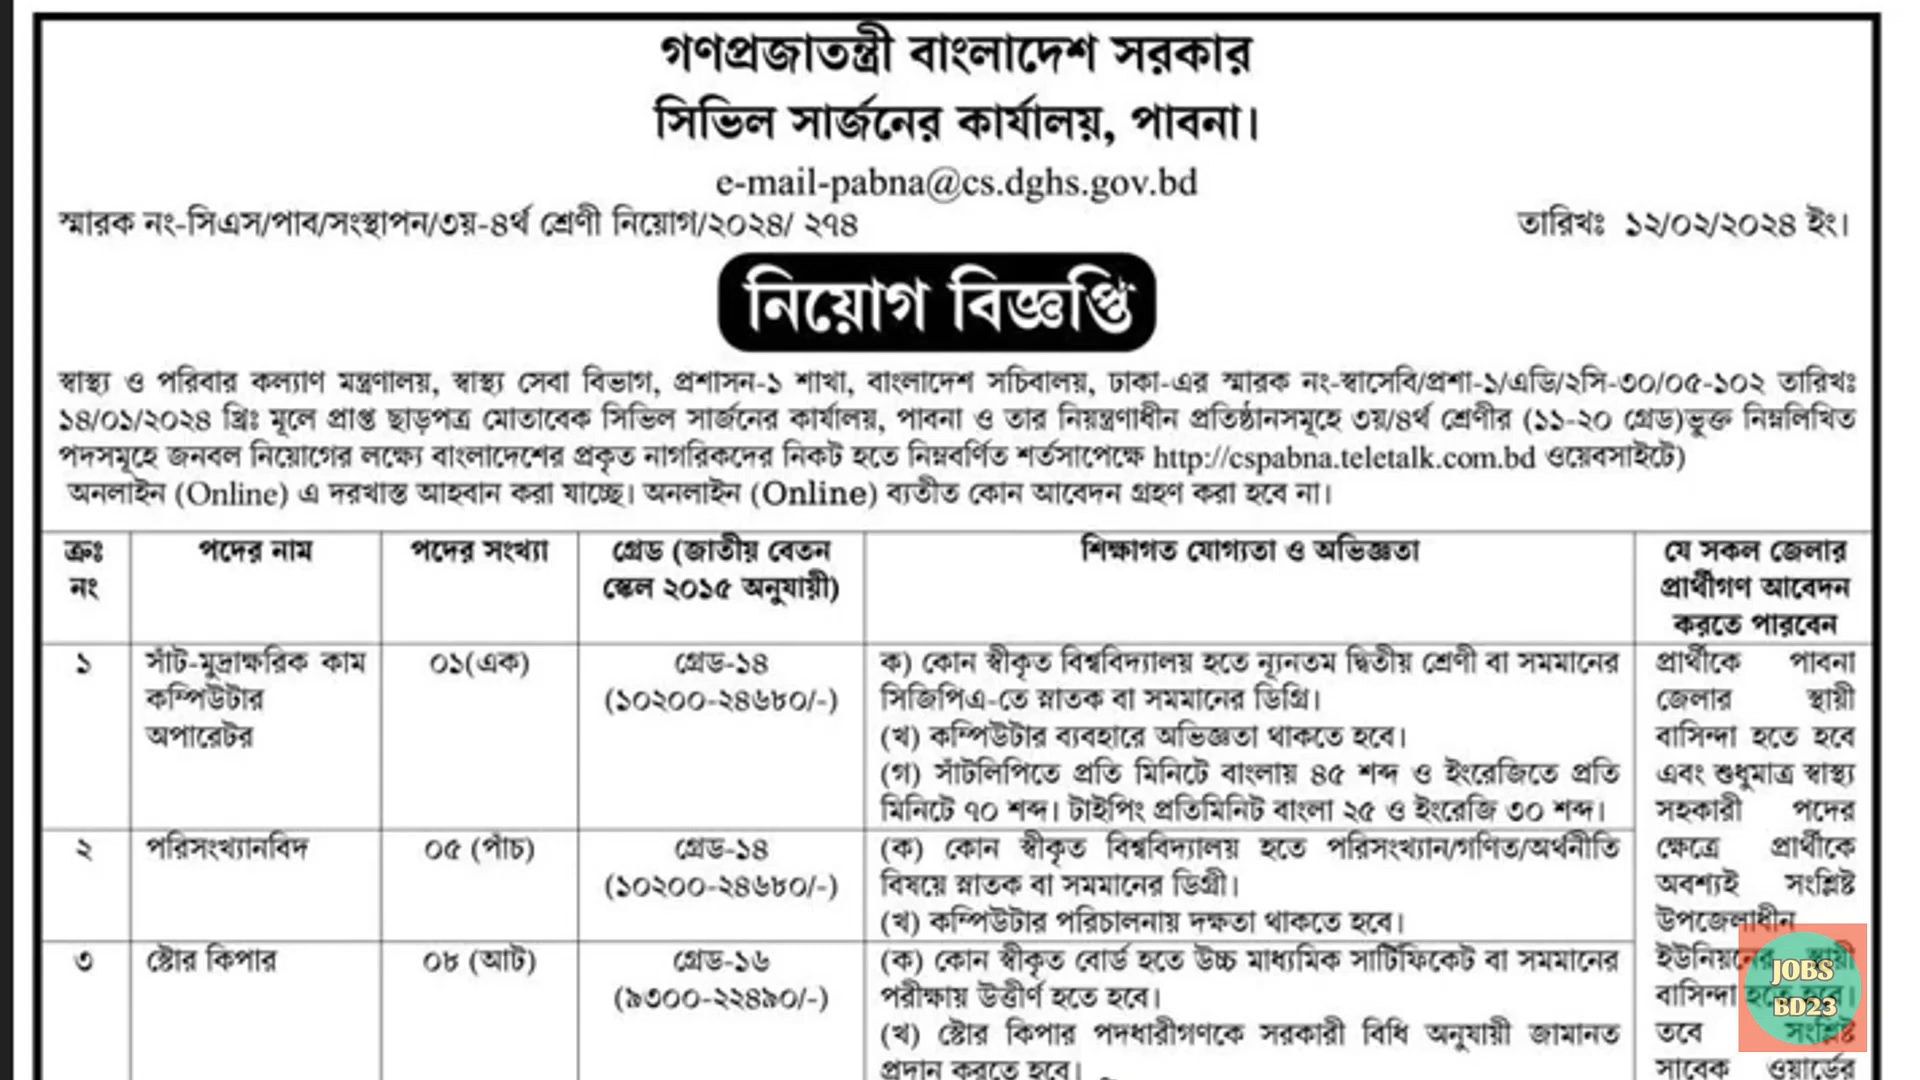 গণপ্রজাতন্ত্রী বাংলাদেশ সরকার
সিভিল সার্জনের কার্যালয়, পাবনা।
e-mail-pabna@cs.dghs.gov.bd
স্মারক নং-সিএস/পাব/সংস্থাপন/৩য়-৪র্থ শ্রেণী নিয়োগ/২০২৪/ ২৭৪
তারিখঃ ১২/০২/২০২৪ ইং।
নিয়োগ বিজ্ঞপ্তি
স্বাস্থ্য ও পরিবার কল্যাণ মন্ত্রণালয়, স্বাস্থ্য সেবা বিভাগ, প্রশাসন-১ শাখা, বাংলাদেশ সচিবালয়, ঢাকা-এর স্মারক নং-স্বাসেবি/প্রশা-১/এডি/২সি-৩০/০৫-১০২ তারিখঃ
১৪/০১/২০২৪ খ্রিঃ মূলে প্রাপ্ত ছাড়পত্র মোতাবেক সিভিল সার্জনের কার্যালয়, পাবনা ও তার নিয়ন্ত্রণাধীন প্রতিষ্ঠানসমূহে ৩য়/৪র্থ শ্রেণীর (১১-২০ গ্রেড)ভুক্ত নিম্নলিখিত
পদসমূহে জনবল নিয়োগের লক্ষ্যে বাংলাদেশের প্রকৃত নাগরিকদের নিকট হতে নিম্নবর্ণিত শর্তসাপেক্ষে http://cspabna.teletalk.com.bd ওয়েবসাইটে)
অনলাইন (Online) এ দরখাস্ত আহবান করা যাচ্ছে। অনলাইন (Online) ব্যতীত কোন আবেদন গ্রহণ করা হবে না।
ক্রঃ
নং
পদের নাম
পদের সংখ্যা
গ্রেড (জাতীয় বেতন
স্কেল ২০১৫ অনুযায়ী)
শিক্ষাগত যোগ্যতা ও অভিজ্ঞতা
যে সকল জেলার
প্রার্থীগণ আবেদন
করতে পারবেন
১
সাঁট-মুদ্রাক্ষরিক কাম
কম্পিউটার
অপারেটর
০১(এক)
গ্রেড-১৪
(১০২০০-২৪৬৮০/-)
ক) কোন স্বীকৃত বিশ্ববিদ্যালয় হতে ন্যূনতম দ্বিতীয় শ্রেণী বা সমমানের
সিজিপিএ-তে স্নাতক বা সমমানের ডিগ্রি।
(খ) কম্পিউটার ব্যবহারে অভিজ্ঞতা থাকতে হবে।
(গ) সাঁটলিপিতে প্রতি মিনিটে বাংলায় ৪৫ শব্দ ও ইংরেজিতে প্রতি
মিনিটে ৭০ শব্দ। টাইপিং প্রতিমিনিট বাংলা ২৫ ও ইংরেজি ৩০ শব্দ।
২
পরিসংখ্যানবিদ
০৫ (পাঁচ)
গ্রেড-১৪
(১০২০০-২৪৬৮০/-)
(ক) কোন স্বীকৃত বিশ্ববিদ্যালয় হতে পরিসংখ্যান/গণিত/অর্থনীতি
বিষয়ে স্নাতক বা সমমানের ডিগ্রী।
(খ) কম্পিউটার পরিচালনায় দক্ষতা থাকতে হবে।
৩
ষ্টোর কিপার
০৮ (আট)
গ্রেড-১৬
(৯৩০০-২২৪৯০/-)
(ক) কোন স্বীকৃত বোর্ড হতে উচ্চ মাধ্যমিক সার্টিফিকেট বা সমমানের
পরীক্ষায় উত্তীর্ণ হতে হবে।
(খ) ষ্টোর কিপার পদধারীগণকে সরকারী বিধি অনুযায়ী জামানত
প্রদান করতে হবে।
প্রার্থীকে পাবনা
জেলার স্থায়ী
বাসিন্দা হতে হবে
এবং শুধুমাত্র স্বাস্থ্য
সহকারী পদের
ক্ষেত্রে প্রার্থীকে
অবশ্যই সংশ্লিষ্ট
উপজেলাধীন
ইউনিয়নের স্থায়ী
বাসিন্দা হতে হবে।
তবে সংশ্লিষ্ট
সাবেক ওয়ার্ডের
JOBS
BD23